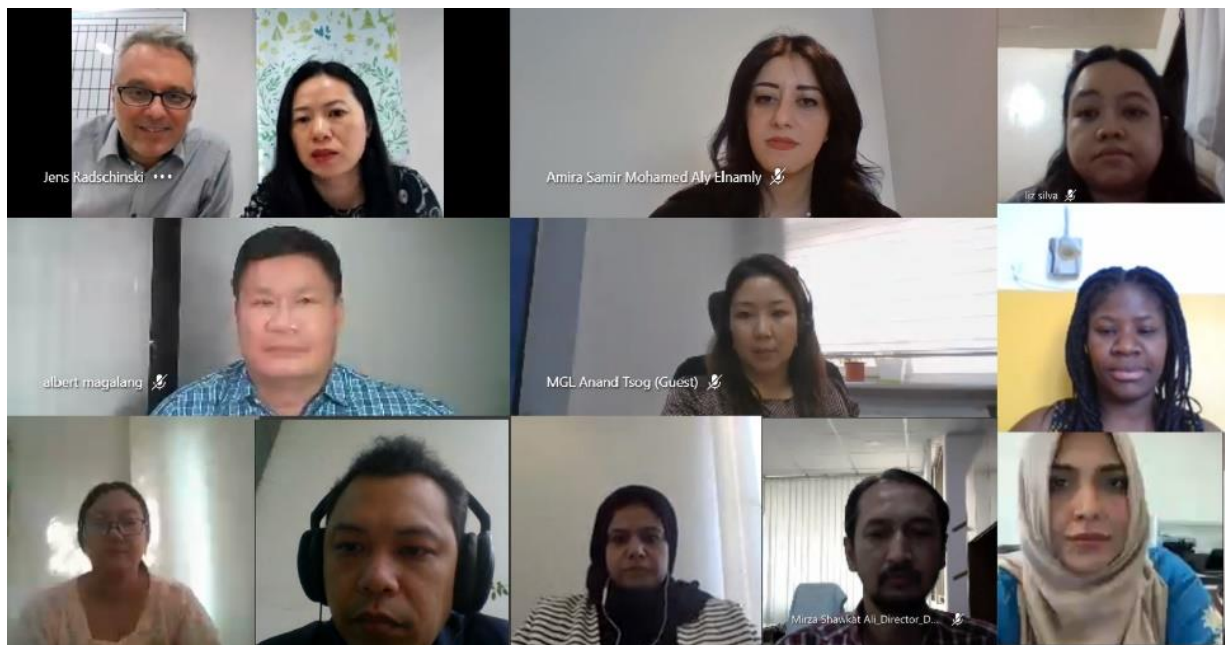 Jens Radschinski •••
Amira Samir Mohamed Aly Elnamly
liz silva
albert magalang
MGL Anand Tsog (Guest)
Mirza Shawkat Ali_Director_D...